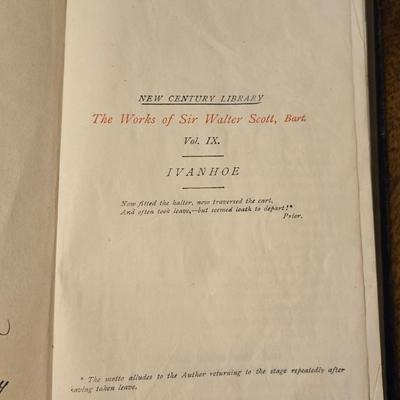 NEW CENTURY LIBRARY
The Works of Sir Walter Scott, Bart.
Vol. IX.
IVANHOE
Now fitted the halter, now traversed the cart,
And often took leave,—but seemed loath to depart!*
Prior.
* The motto alludes to the Author returning to the stage repeatedly after
having taken leave.